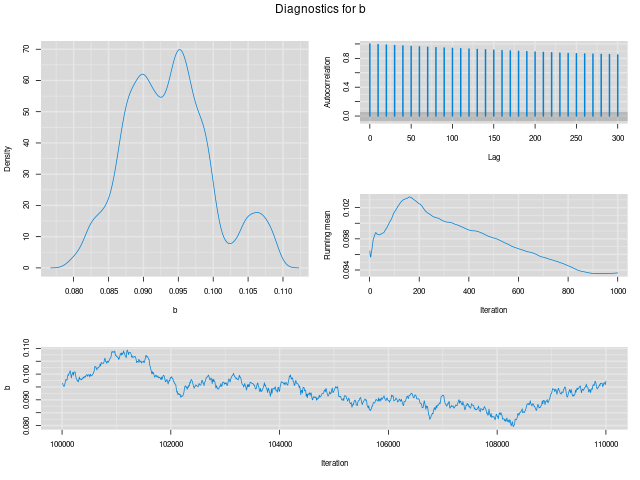 Diagnostics for b
Density
70
60
50
40
30
20
10
0
0.080 0.085 0.090 0.095 0.100 0.105 0.110
b
Autocorrelation
0.8
0.4
0.0
0 50 100 150 200 250 300
Lag
Running mean
0.102
0.098
0.094
0 200 400 600 800 1000
Iteration
b
0.110
0.100
0.090
0.080
100000 102000 104000 106000 108000 110000
Iteration